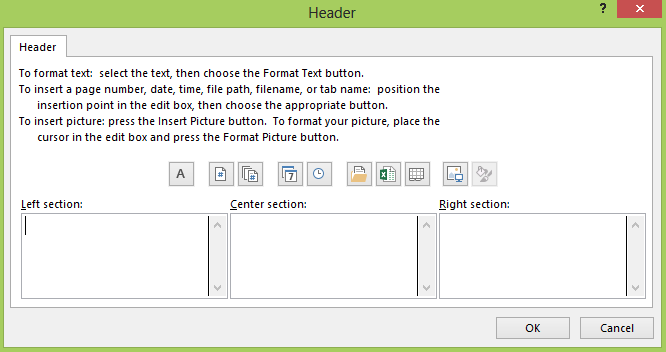 Header
?
Header
To format text: select the text, then choose the Format Text button.
To insert a page number, date, time, file path, filename, or tab name: position the
insertion point in the edit box, then choose the appropriate button.
To insert picture: press the Insert Picture button. To format your picture, place the
cursor in the edit box and press the Format Picture button.
A # # 7
Left section: Center section: Right section:
OK Cancel